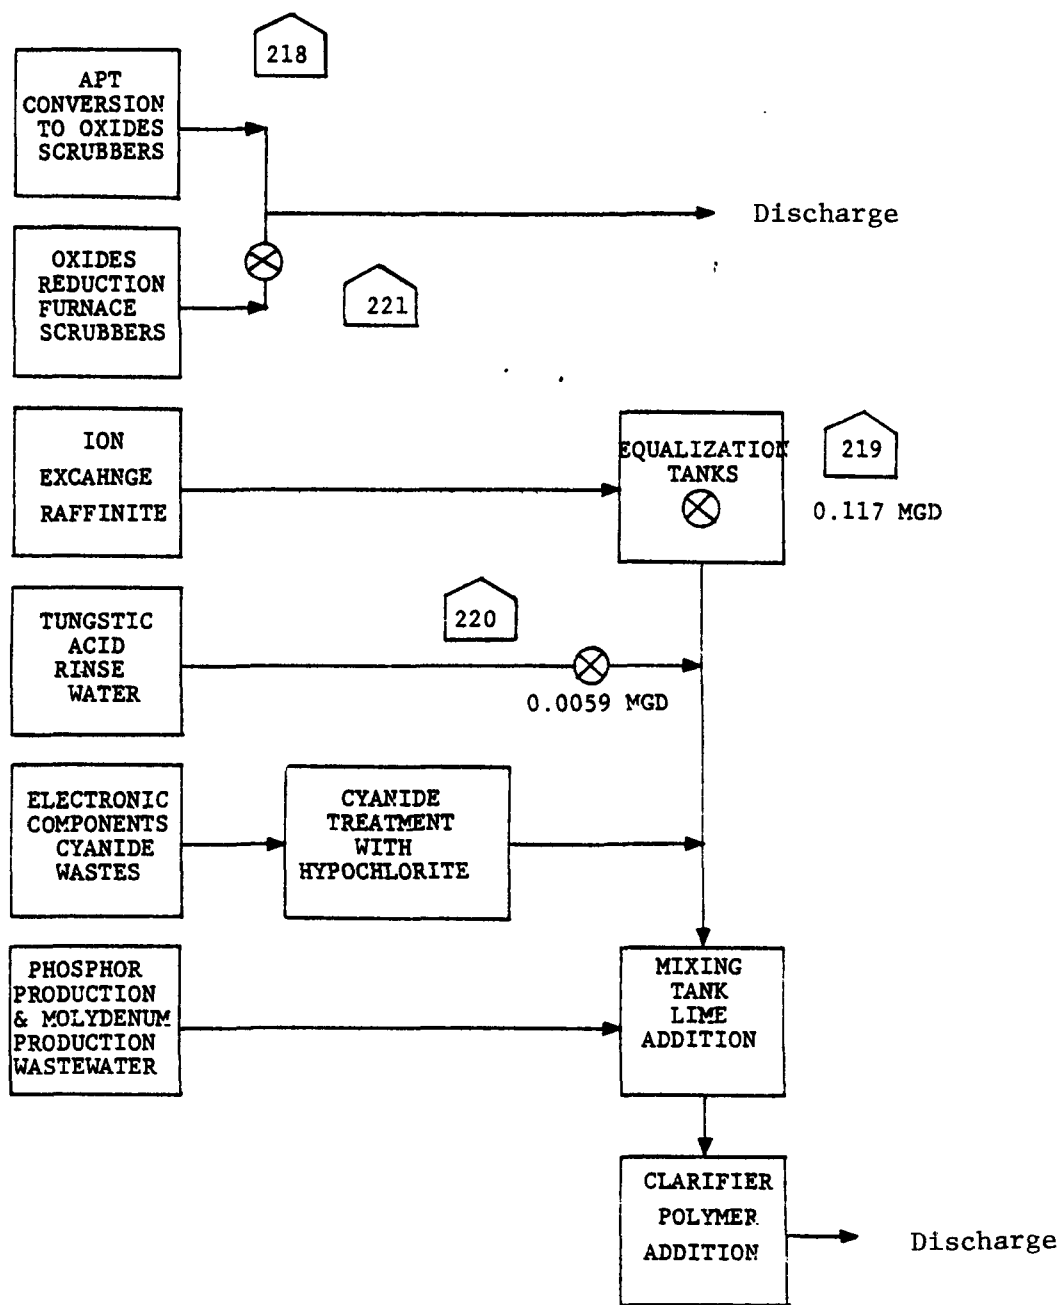 218
APT
CONVERSION
TO OXIDES
SCRUBBERS
Discharge
OXIDES
REDUCTION
FURNACE
SCRUBBERS
221
ION
EXCAHNGE
RAFFINITE
EQUALIZATION
TANKS
219
0.117 MGD
TUNGSTIC
ACID
RINSE
WATER
220
0.0059 MGD
ELECTRONIC
COMPONENTS
CYANIDE
WASTES
CYANIDE
TREATMENT
WITH
HYPOCHLORITE
PHOSPHOR
PRODUCTION
& MOLYDENUM
PRODUCTION
WASTEWATER
MIXING
TANK
LIME
ADDITION
CLARIFIER
POLYMER
ADDITION
Discharge